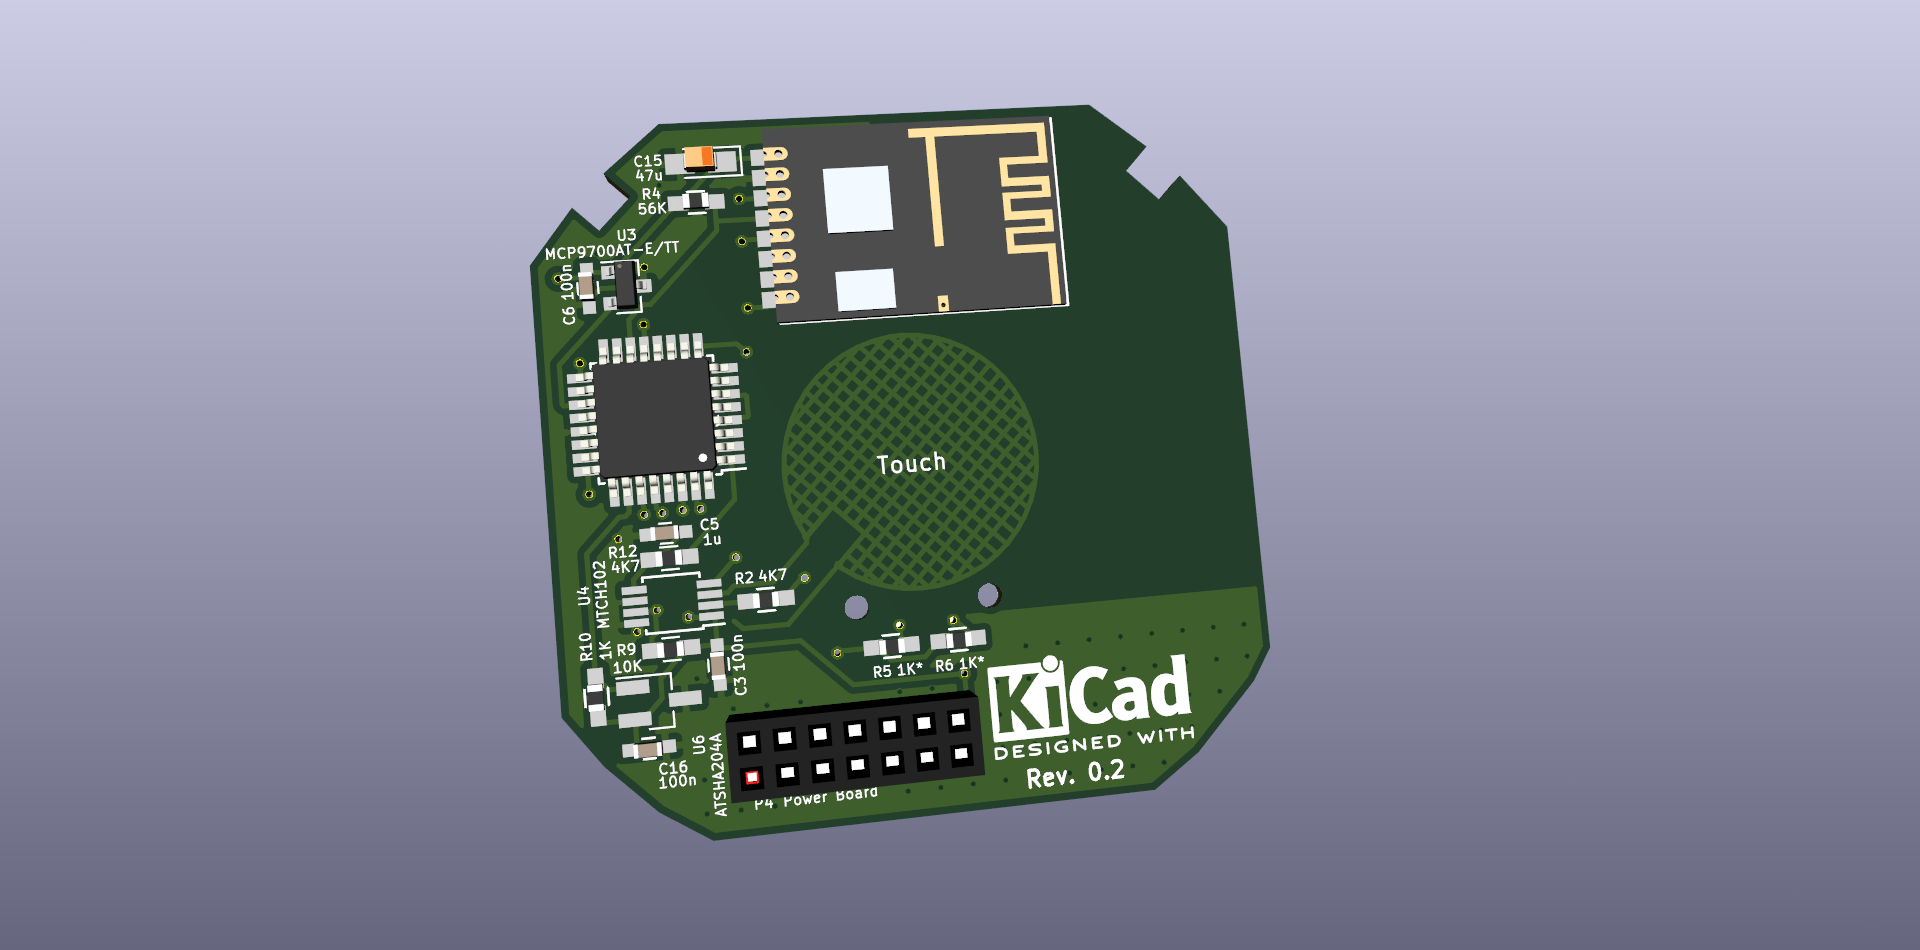 C15
47u
R4
56K
U3
MCP9700AT-E/TT
C6 100n
Touch
C5
1u
R12
4K7
U4
MTCH102
R2 4K7
R10
1K
R9
10K
C3 100n
R5 1K*
R6 1K*
KiCad
DESIGNED WITH
Rev. 0.2
U6
ATSHA204A
C16
100n
P4 Power Board